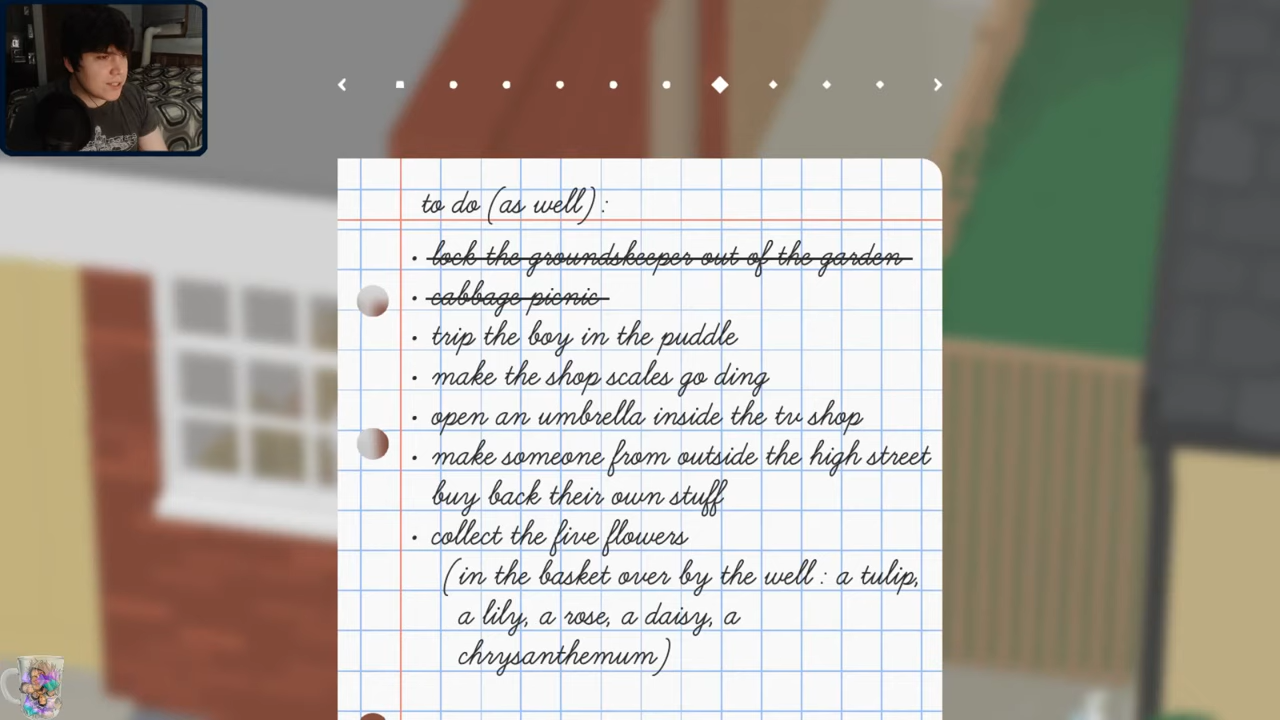 to do (as well) :
• lock the groundskeeper out of the garden
• cabbage picnic
• trip the boy in the puddle
• make the shop scales go ding
• open an umbrella inside the tv shop
• make someone from outside the high street
buy back their own stuff
• collect the five flowers
(in the basket over by the well : a tulip,
a lily, a rose, a daisy, a
chrysanthemum)